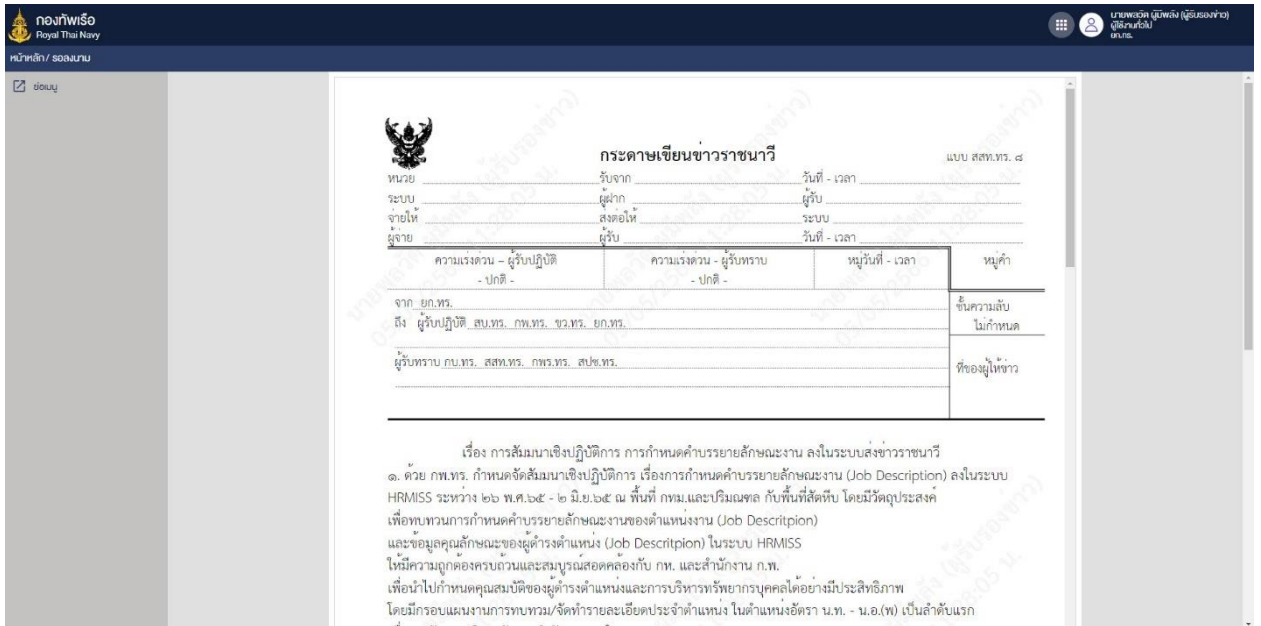 กองทัพเรือ
Royal Thai Navy
นายพลวัต ผู้มีพลัง (ผู้รับรองข่าว)
ผู้ใช้งานทั่วไป
ยก.ทร.
หน้าหลัก/ รอลงนาม
ย่อเมนู
กระดาษเขียนข่าวราชนาวี
แบบ สสท.ทร. ๘
หน่วย รับจาก วันที่ - เวลา
ระบบ ผู้ฝาก ผู้รับ
จ่ายให้ ส่งต่อให้ ระบบ
ผู้จ่าย ผู้รับ วันที่ - เวลา
ความเร่งด่วน – ผู้รับปฏิบัติ ความเร่งด่วน - ผู้รับทราบ หมู่วันที่ - เวลา หมู่คำ
- ปกติ - - ปกติ -
จาก ยก.ทร. ชั้นความลับ
ถึง ผู้รับปฏิบัติ สบ.ทร. กพ.ทร. ขว.ทร. ยก.ทร. ไม่กำหนด
ผู้รับทราบ กบ.ทร. สสท.ทร. กพร.ทร. สปช.ทร. ที่ของผู้ให้ข่าว
เรื่อง การสัมมนาเชิงปฏิบัติการ การกำหนดคำบรรยายลักษณะงาน ลงในระบบส่งข่าวราชนาวี
๑. ด้วย กพ.ทร. กำหนดจัดสัมมนาเชิงปฏิบัติการ เรื่องการกำหนดคำบรรยายลักษณะงาน (Job Description) ลงในระบบ
HRMISS ระหว่าง ๒๖ พ.ศ.๖๕ - ๒ มิ.ย.๖๕ ณ พื้นที่ กทม.และปริมณฑล กับพื้นที่สัตหีบ โดยมีวัตถุประสงค์
เพื่อทบทวนการกำหนดคำบรรยายลักษณะงานของตำแหน่งงาน (Job Descritpion)
และข้อมูลคุณลักษณะของผู้ดำรงตำแหน่ง (Job Descritpion) ในระบบ HRMISS
ให้มีความถูกต้องครบถ้วนและสมบูรณ์สอดคล้องกับ กห. และสำนักงาน ก.พ.
เพื่อนำไปกำหนดคุณสมบัติของผู้ดำรงตำแหน่งและการบริหารทรัพยากรบุคคลได้อย่างมีประสิทธิภาพ
โดยมีกรอบแผนงานการทบทวม/จัดทำรายละเอียดประจำตำแหน่ง ในตำแหน่งอัตรา น.ท. - น.อ.(พ) เป็นลำดับแรก